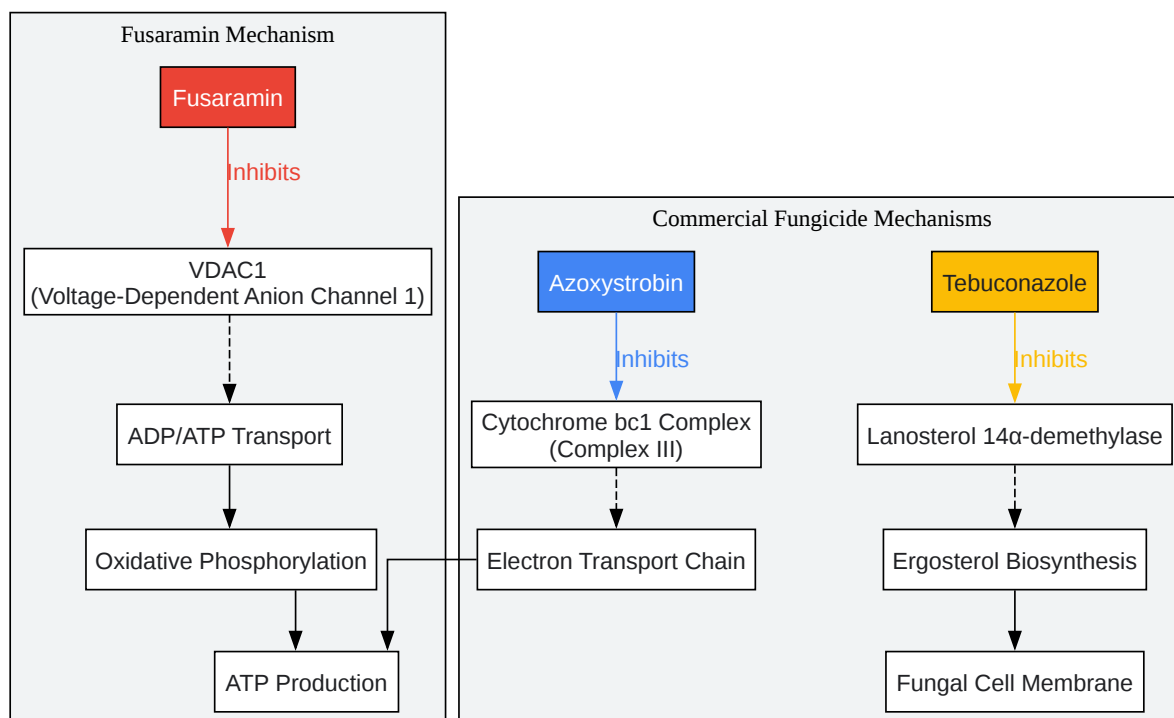 Fusaramin Mechanism
Fusaramin
Inhibits
VDAC1
(Voltage-Dependent Anion Channel 1)
ADP/ATP Transport
Oxidative Phosphorylation
ATP Production
Commercial Fungicide Mechanisms
Azoxystrobin
Inhibits
Cytochrome bc1 Complex
(Complex III)
Electron Transport Chain
Tebuconazole
Inhibits
Lanosterol 14α-demethylase
Ergosterol Biosynthesis
Fungal Cell Membrane